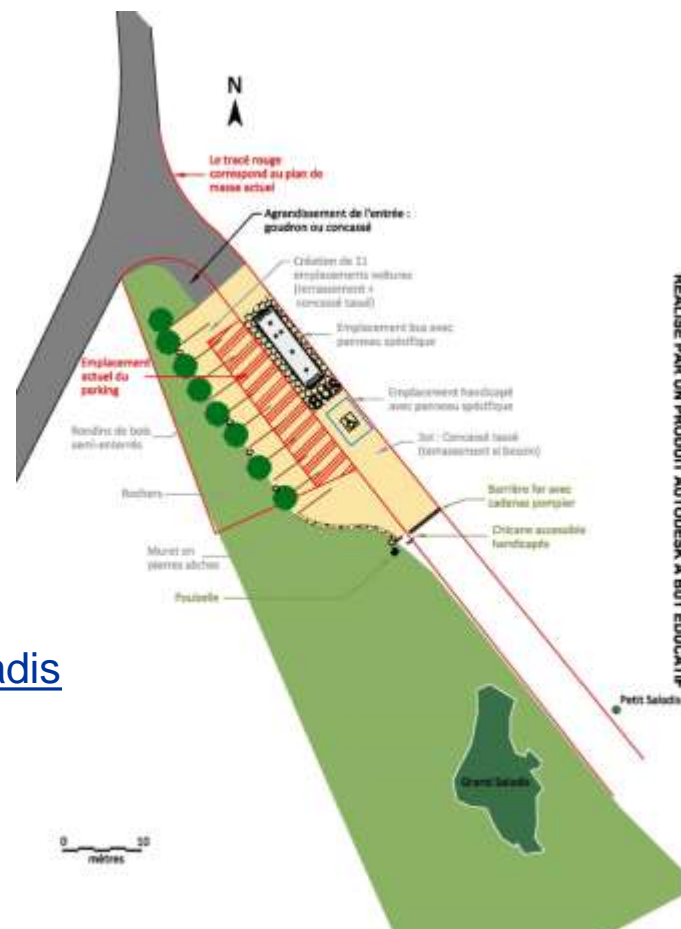 N
Le tracé rouge
correspond au plan de
masse actuel
Agrandissement de l'entrée :
goudron ou concassé
Création de 11
emplacements voitures
(terrassement +
concassé tassé)
Emplacement bus avec
panneau spécifique
Emplacement
actuel du
parking
Emplacement handicapé
avec panneau spécifique
Rondins de bois
semi-enterrés
Sol : Concassé tassé
(terrassement si besoin)
Rochers
Barrière fer avec
cadenas pompier
Chicane accessible
handicapés
Muret en
pierres sèches
Poubelle
REALISE PAR UN PRODUIT AUTODESK A BUT EDUCATIF
adis
Petit Saladis
Grand Saladis
0 10
mètres